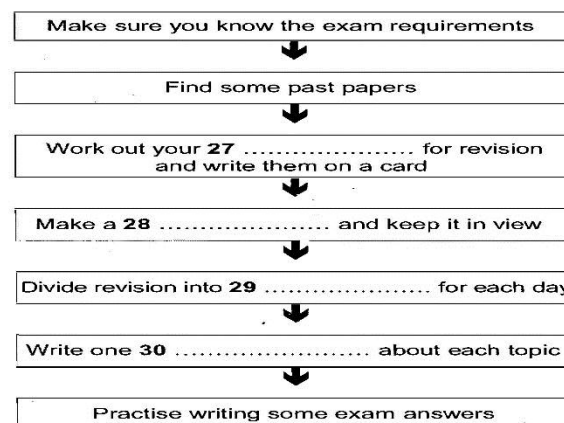 Make sure you know the exam requirements
Find some past papers
Work out your 27 ..................... for revision
and write them on a card
Make a 28 ..................... and keep it in view
Divide revision into 29 ..................... for each day
Write one 30 ........................ about each topic
Practise writing some exam answers